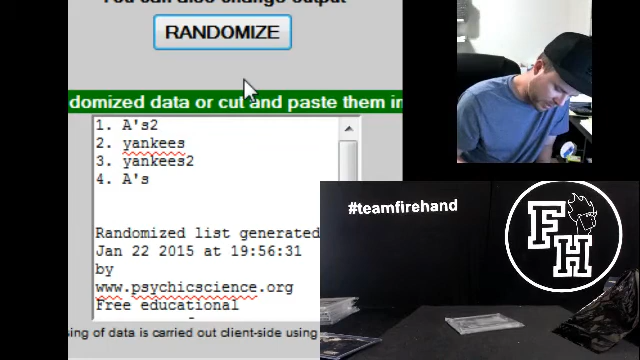 You can also change output
RANDOMIZE
domized data or cut and paste them in
1. A's2
2. yankees
3. yankees2
4. A's
Randomized list generated
Jan 22 2015 at 19:56:31
by
www.psychicscience.org
Free educational
sing of data is carried out client-side using
#teamfirehand
FH